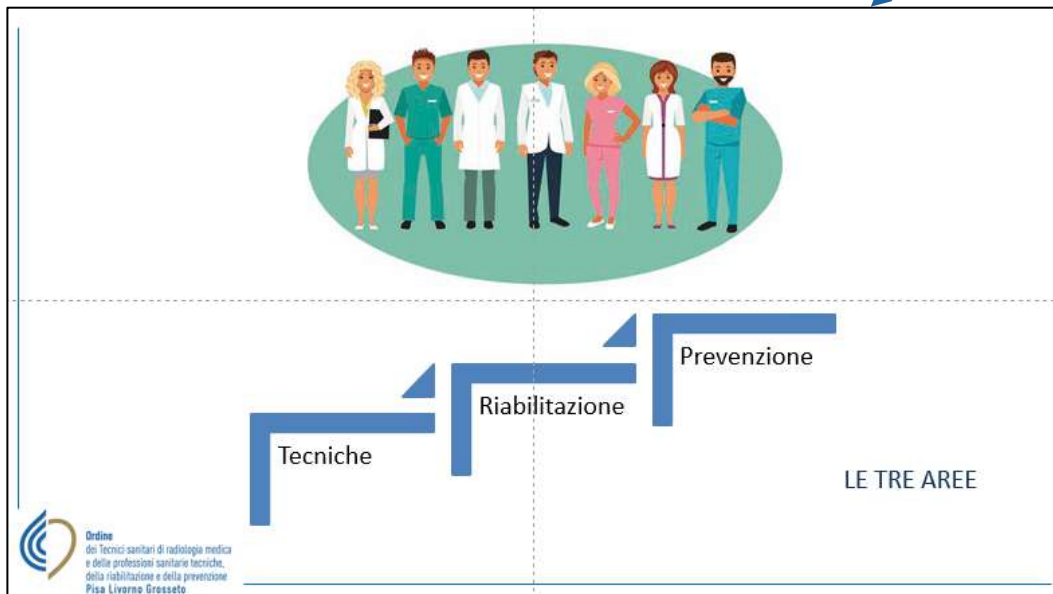 Prevenzione
Riabilitazione
Tecniche
LE TRE AREE
Ordine
dei Tecnici sanitari di radiologia medica
e delle professioni sanitarie tecniche,
della riabilitazione e della prevenzione
Pisa Livorno Grosseto